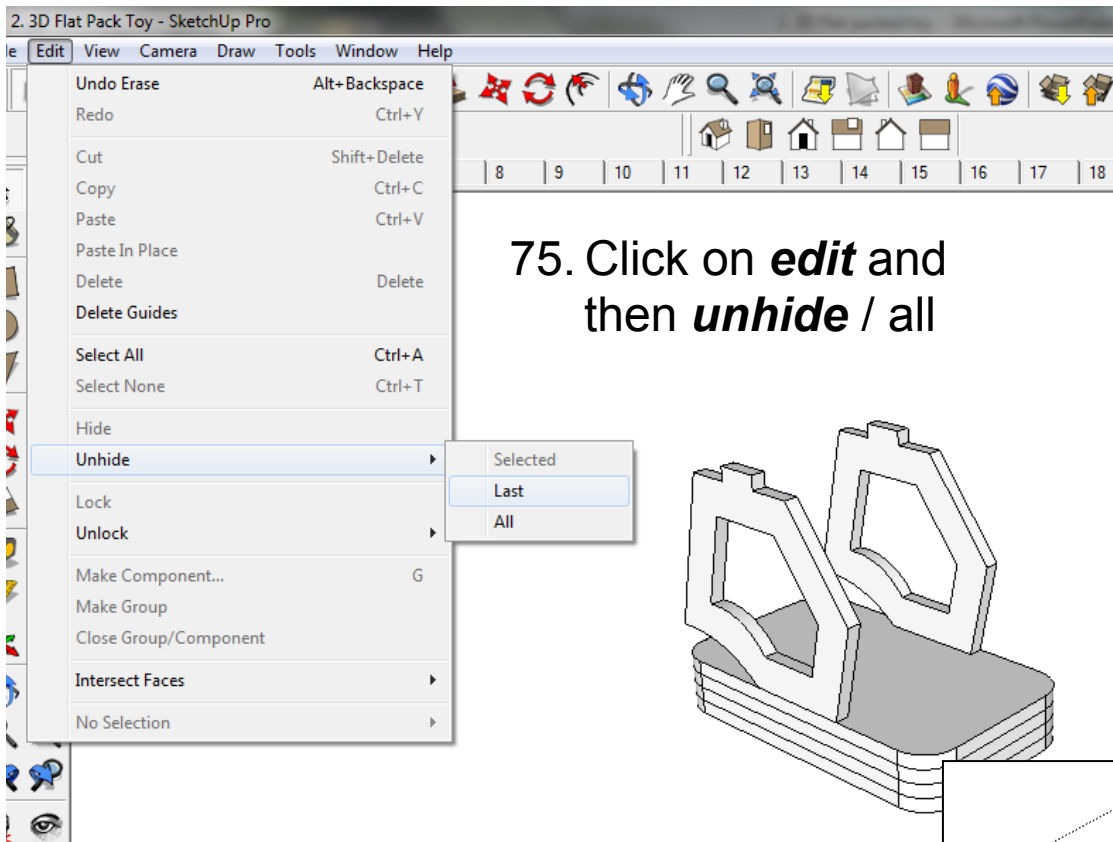 2. 3D Flat Pack Toy - SketchUp Pro
Edit View Camera Draw Tools Window Help
Undo Erase Alt+Backspace
Redo Ctrl+Y
Cut Shift+Delete
Copy Ctrl+C
Paste Ctrl+V
Paste In Place
Delete Delete
Delete Guides
Select All Ctrl+A
Select None Ctrl+T
Hide
Unhide
Lock
Unlock
Make Component... G
Make Group
Close Group/Component
Intersect Faces
No Selection
Selected
Last
All
8 9 10 11 12 13 14 15 16 17 18
75. Click on edit and
then unhide / all